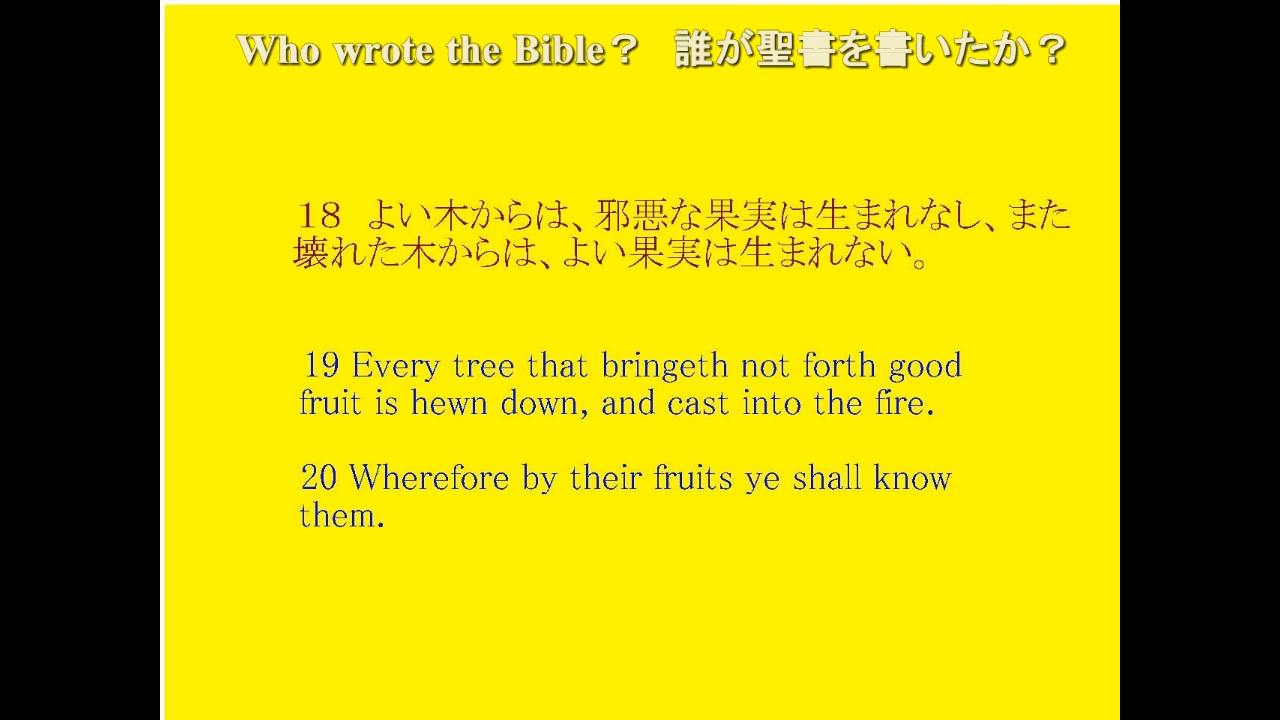 Who wrote the Bible？　誰が聖書を書いたか？
１８　よい木からは、邪悪な果実は生まれなし、また
壊れた木からは、よい果実は生まれない。
19 Every tree that bringeth not forth good
fruit is hewn down, and cast into the fire.
20 Wherefore by their fruits ye shall know
them.